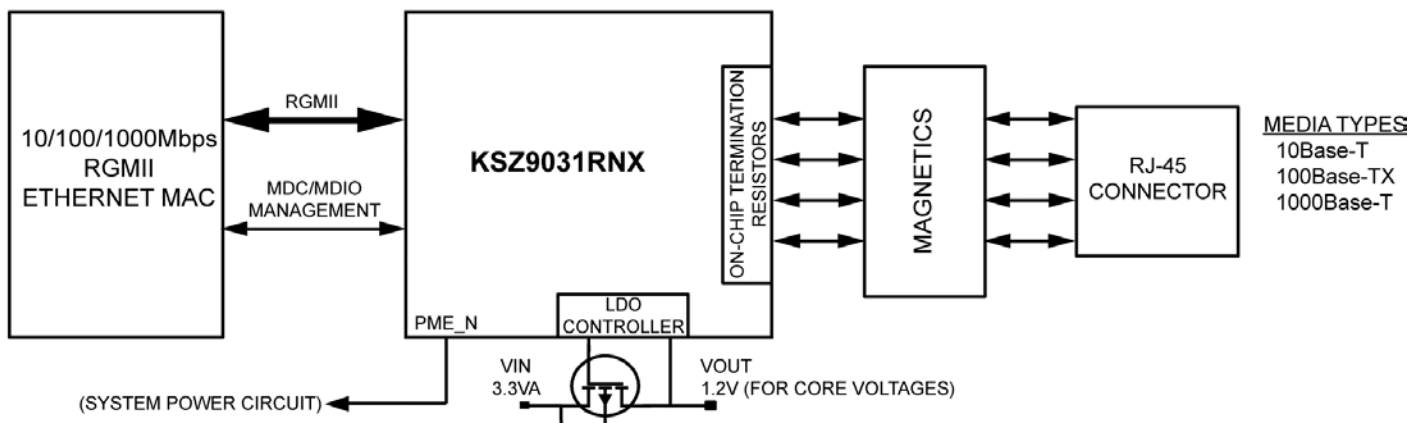 10/100/1000Mbps
RGMII
ETHERNET MAC
RGMII
MDC/MDIO
MANAGEMENT
KSZ9031RNX
ON-CHIP TERMINATION
RESISTORS
LDO
CONTROLLER
PME_N
MAGNETICS
RJ-45
CONNECTOR
MEDIA TYPES
10Base-T
100Base-TX
1000Base-T
VIN
3.3VA
VOUT
1.2V (FOR CORE VOLTAGES)
(SYSTEM POWER CIRCUIT)